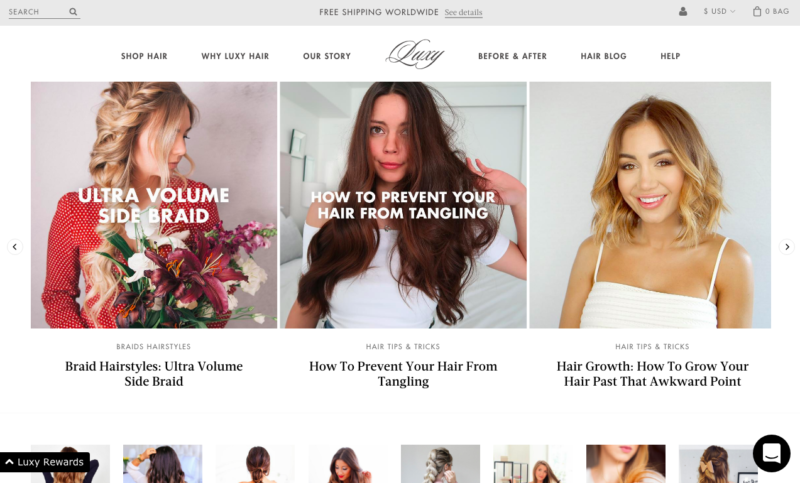 SEARCH
FREE SHIPPING WORLDWIDE See details
$ USD
0 BAG
SHOP HAIR
WHY LUXY HAIR
OUR STORY
Luxy
BEFORE & AFTER
HAIR BLOG
HELP
ULTRA VOLUME
SIDE BRAID
HOW TO PREVENT YOUR
HAIR FROM TANGLING
BRAIDS HAIRSTYLES
Braid Hairstyles: Ultra Volume
Side Braid
HAIR TIPS & TRICKS
How To Prevent Your Hair From
Tangling
HAIR TIPS & TRICKS
Hair Growth: How To Grow Your
Hair Past That Awkward Point
Luxy Rewards